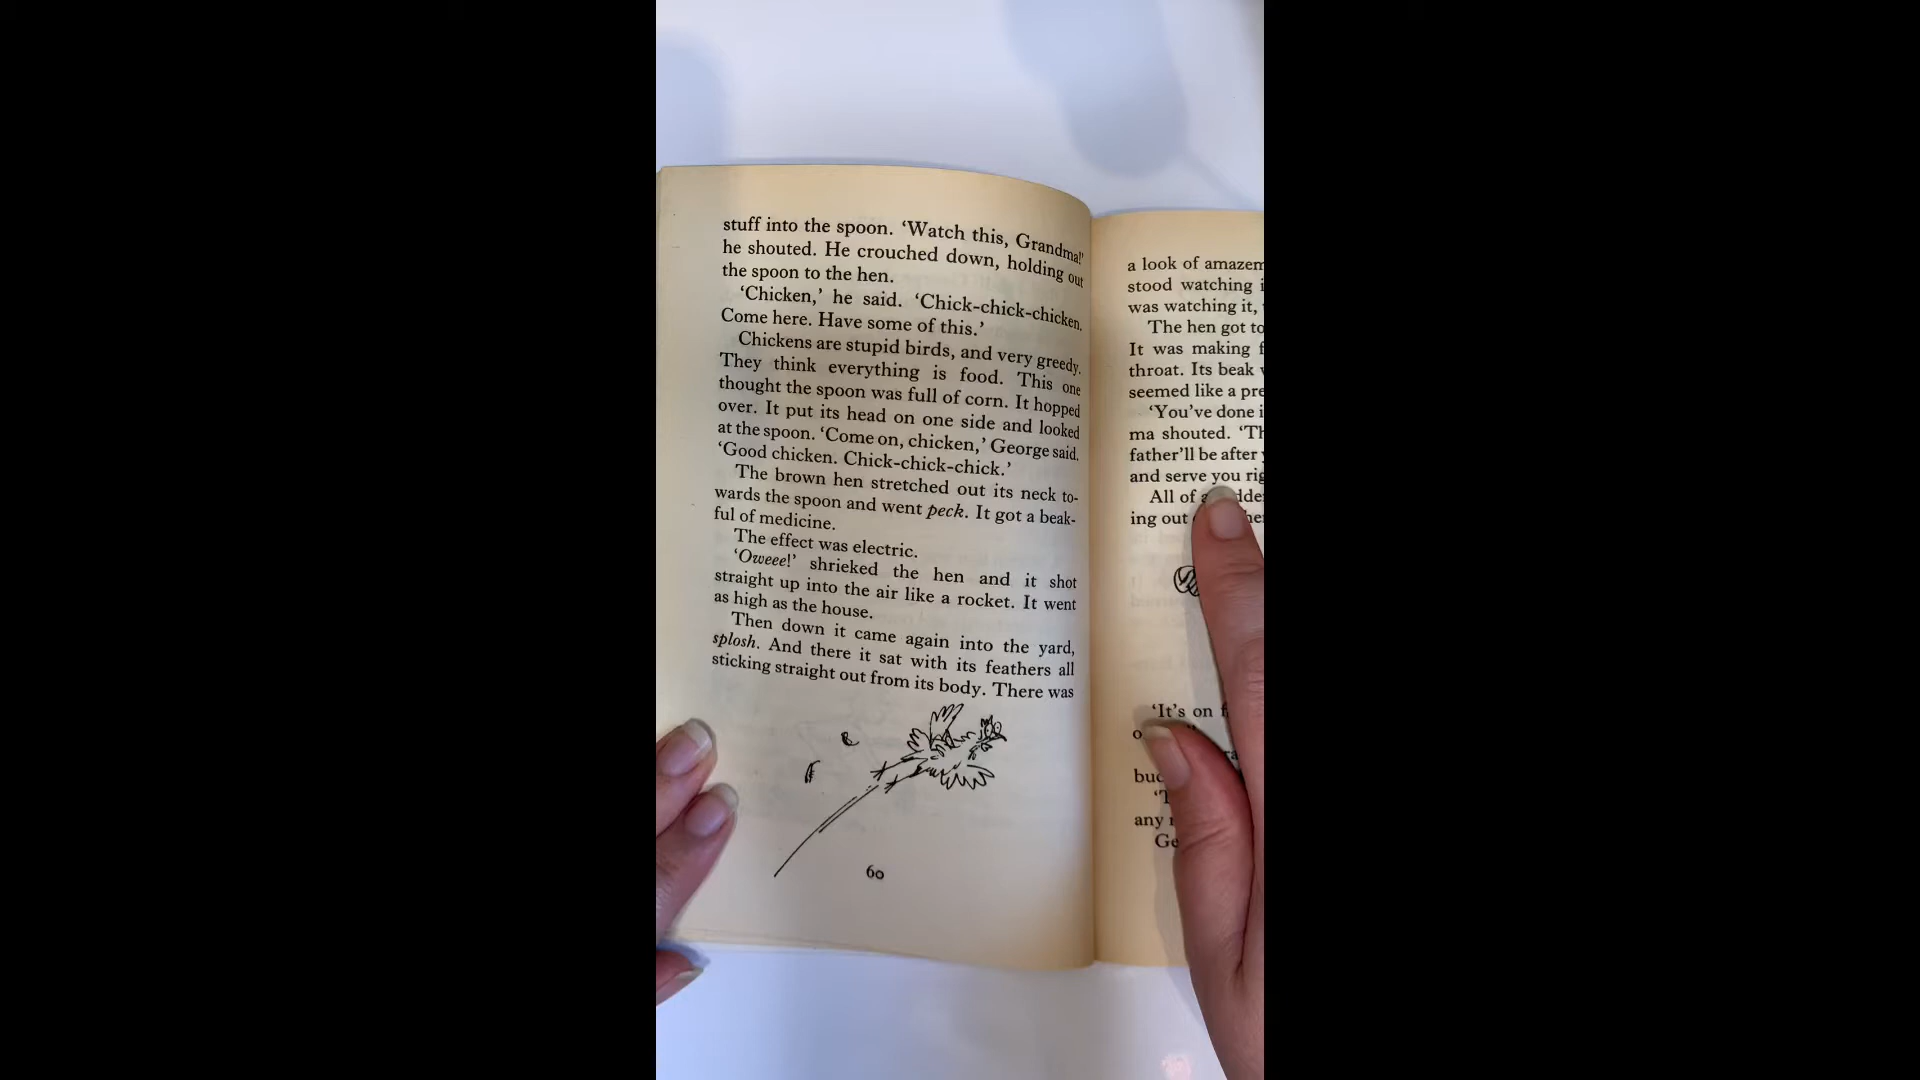 stuff into the spoon. ‘Watch this, Grandma!’
he shouted. He crouched down, holding out
the spoon to the hen.
‘Chicken,’ he said. ‘Chick-chick-chicken.
Come here. Have some of this.’
Chickens are stupid birds, and very greedy.
They think everything is food. This one
thought the spoon was full of corn. It hopped
over. It put its head on one side and looked
at the spoon. ‘Come on, chicken,’ George said.
‘Good chicken. Chick-chick-chick.’
The brown hen stretched out its neck to-
wards the spoon and went peck. It got a beak-
ful of medicine.
The effect was electric.
‘Oweee!’ shrieked the hen and it shot
straight up into the air like a rocket. It went
as high as the house.
Then down it came again into the yard,
splosh. And there it sat with its feathers all
sticking straight out from its body. There was
60
a look of
stood watching
was watching it,
The hen got to
It was making
throat. Its beak
seemed like a
‘You've done
ma shouted.
father'll be after
and serve you
All of
ing out
‘It's on
any